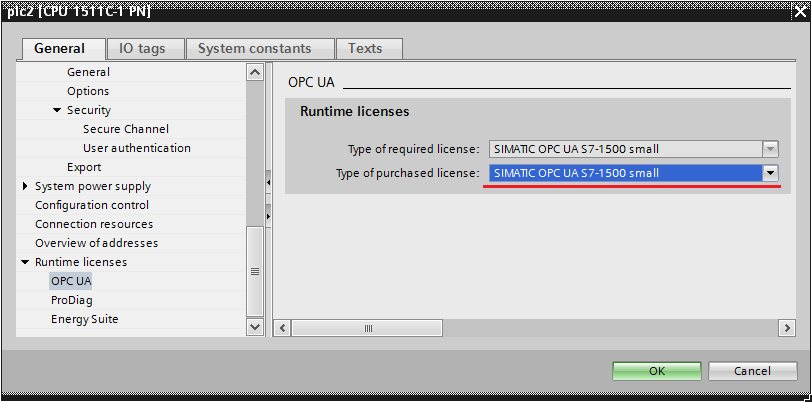 plc2 [CPU 1511C-1 PN]
General IO tags System constants Texts
General
Options
Security
Secure Channel
User authentication
Export
System power supply
Configuration control
Connection resources
Overview of addresses
Runtime licenses
OPC UA
ProDiag
Energy Suite
OPC UA
Runtime licenses
Type of required license: SIMATIC OPC UA S7-1500 small
Type of purchased license: SIMATIC OPC UA S7-1500 small
OK Cancel